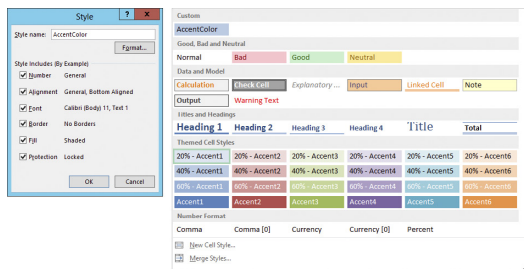 Style ? X
Style name: AccentColor
Format...
Style Includes (By Example)
Number General
Alignment General, Bottom Aligned
Font Calibri (Body) 11, Text 1
Border No Borders
Fill Shaded
Protection Locked
OK Cancel
Custom
AccentColor
Good, Bad and Neutral
Normal Bad Good Neutral
Data and Model
Calculation Check Cell Explanatory ... Input Linked Cell Note
Output Warning Text
Titles and Headings
Heading 1 Heading 2 Heading 3 Heading 4 Title Total
Themed Cell Styles
20% - Accent1 20% - Accent2 20% - Accent3 20% - Accent4 20% - Accent5 20% - Accent6
40% - Accent1 40% - Accent2 40% - Accent3 40% - Accent4 40% - Accent5 40% - Accent6
60% - Accent1 60% - Accent2 60% - Accent3 60% - Accent4 60% - Accent5 60% - Accent6
Accent1 Accent2 Accent3 Accent4 Accent5 Accent6
Number Format
Comma Comma [0] Currency Currency [0] Percent
New Cell Style...
Merge Styles...